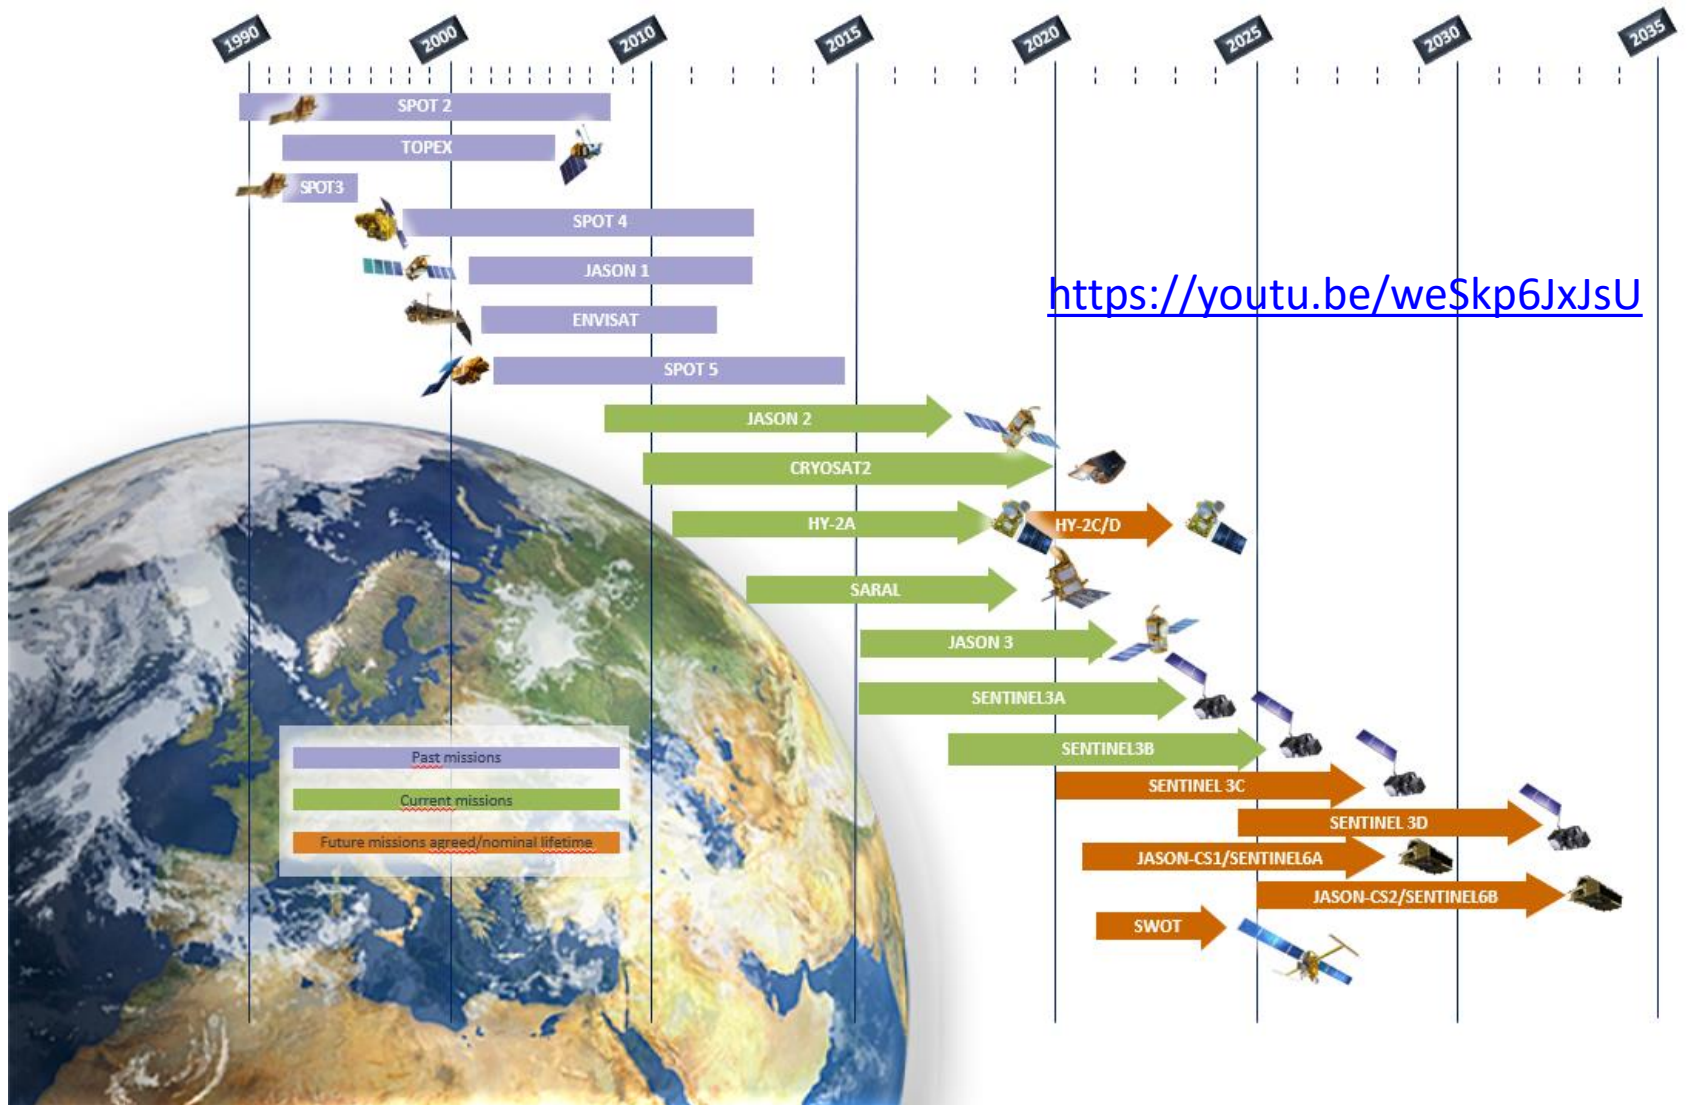 1990
2000
2010
2015
2020
2025
2030
2035
SPOT 2
TOPEX
SPOT3
SPOT 4
JASON 1
https://youtu.be/weSkp6JxJsU
ENVISAT
SPOT 5
JASON 2
CRYOSAT2
HY-2A
HY-2C/D
SARAL
JASON 3
SENTINEL3A
SENTINEL3B
SENTINEL 3C
SENTINEL 3D
JASON-CS1/SENTINEL6A
JASON-CS2/SENTINEL6B
SWOT
Past missions
Current missions
Future missions agreed/nominal lifetime